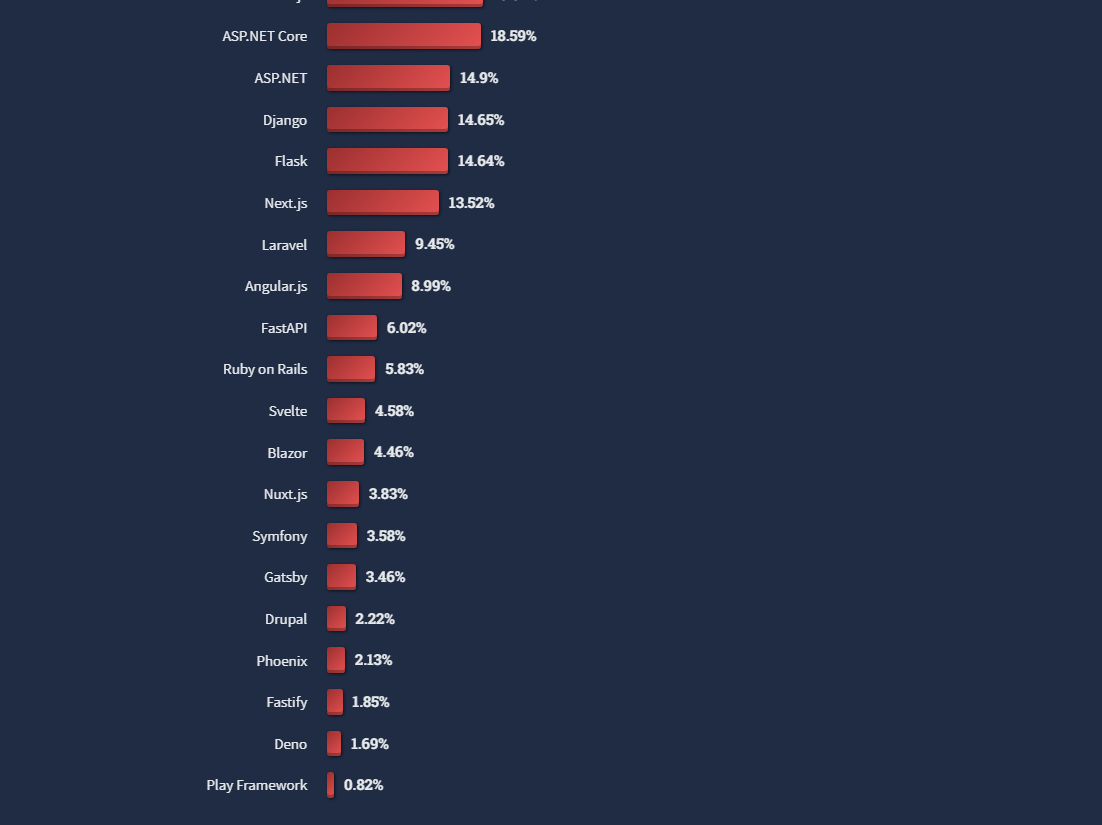 ASP.NET Core 18.59%
ASP.NET 14.9%
Django 14.65%
Flask 14.64%
Next.js 13.52%
Laravel 9.45%
Angular.js 8.99%
FastAPI 6.02%
Ruby on Rails 5.83%
Svelte 4.58%
Blazor 4.46%
Nuxt.js 3.83%
Symfony 3.58%
Gatsby 3.46%
Drupal 2.22%
Phoenix 2.13%
Fastify 1.85%
Deno 1.69%
Play Framework 0.82%